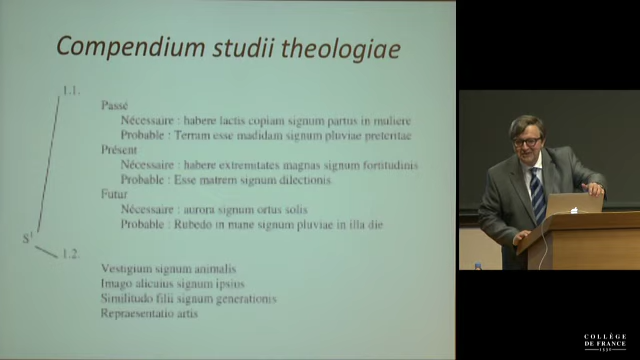 Compendium studii theologiae
1.1.
Passé
Nécessaire : habere lactis copiam signum partus in muliere
Probable : Terram esse madidam signum pluviae preteritae
Présent
Nécessaire : habere extremitates magnas signum fortitudinis
Probable : Esse matrem signum dilectionis
Futur
Nécessaire : aurora signum ortus solis
Probable : Rubedo in mane signum pluviae in illa die
S¹
1.2.
Vestigium signum animalis
Imago alicuius signum ipsius
Similitudo filii signum generationis
Repraesentatio artis
COLLÈGE
DE FRANCE
1530